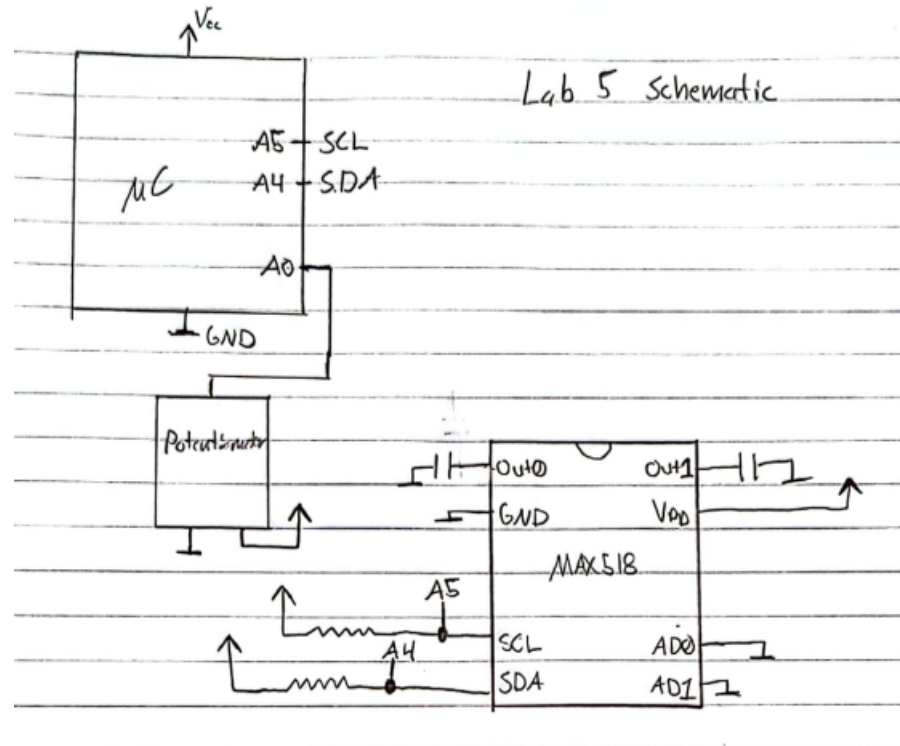 Vcc
Lab 5 Schematic
A5 SCL
A4 SDA
μC
A0
GND
Potentiometer
Out0 Out1
GND VDD
MAX518
A5
SCL AD0
A4
SDA AD1